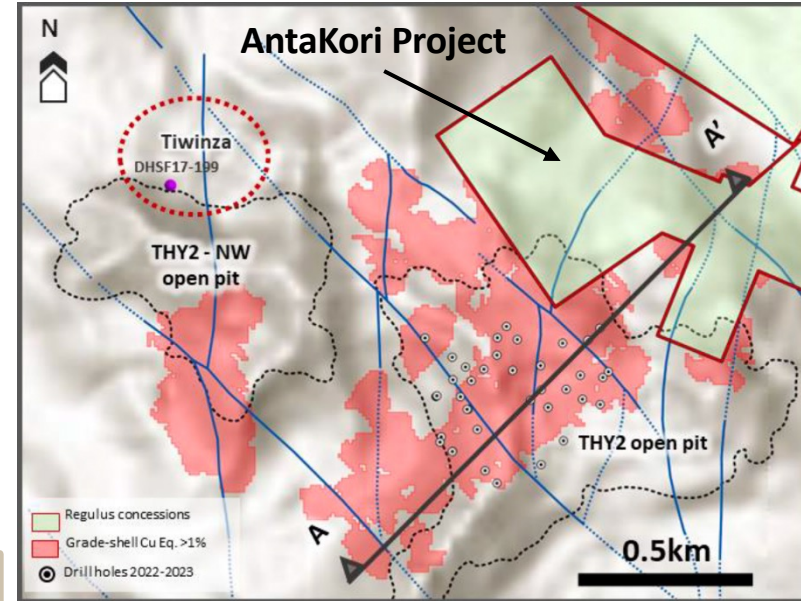 N
AntaKori Project
A'
Tiwinza
DHSF17-199
THY2 - NW
open pit
THY2 open pit
A
Regulus concessions
Grade-shell Cu Eq. >1%
Drill holes 2022-2023
0.5km